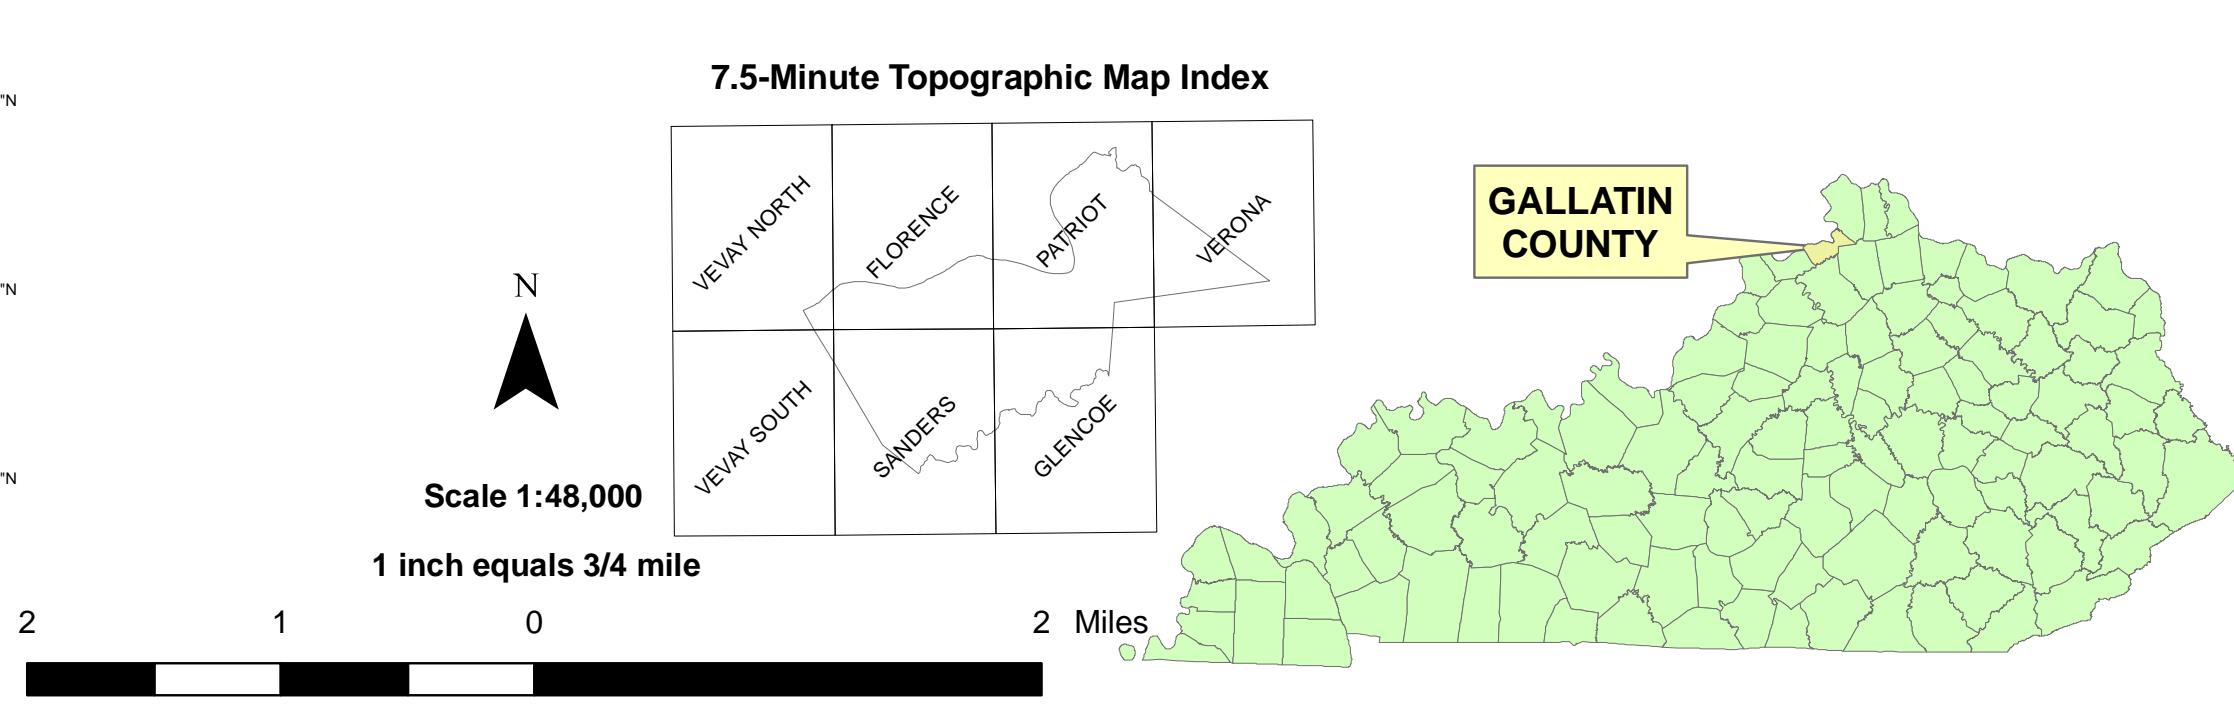 7.5-Minute Topographic Map Index
"N
"N
"N
VEVAY NORTH
FLORENCE
PATRIOT
VERONA
VEVAY SOUTH
SANDERS
GLENCOE
N
Scale 1:48,000
1 inch equals 3/4 mile
2 1 0 2 Miles
GALLATIN
COUNTY